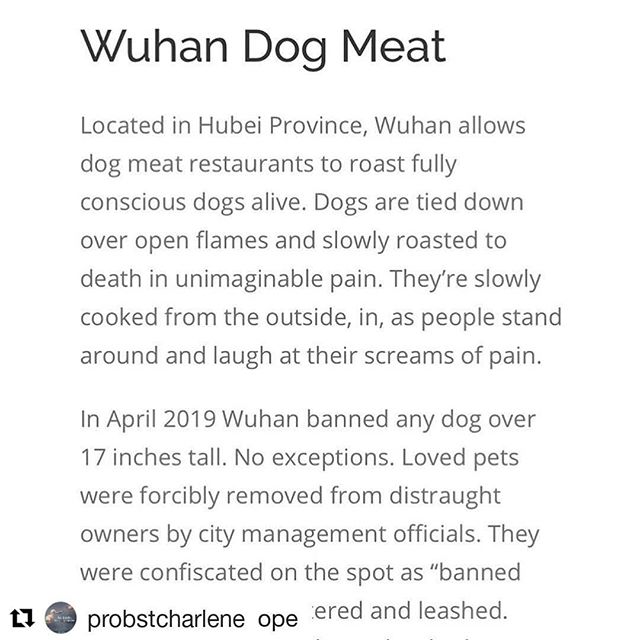 Wuhan Dog Meat
Located in Hubei Province, Wuhan allows
dog meat restaurants to roast fully
conscious dogs alive. Dogs are tied down
over open flames and slowly roasted to
death in unimaginable pain. They’re slowly
cooked from the outside, in, as people stand
around and laugh at their screams of pain.
In April 2019 Wuhan banned any dog over
17 inches tall. No exceptions. Loved pets
were forcibly removed from distraught
owners by city management officials. They
were confiscated on the spot as “banned
ered and leashed.
probstcharlene ope